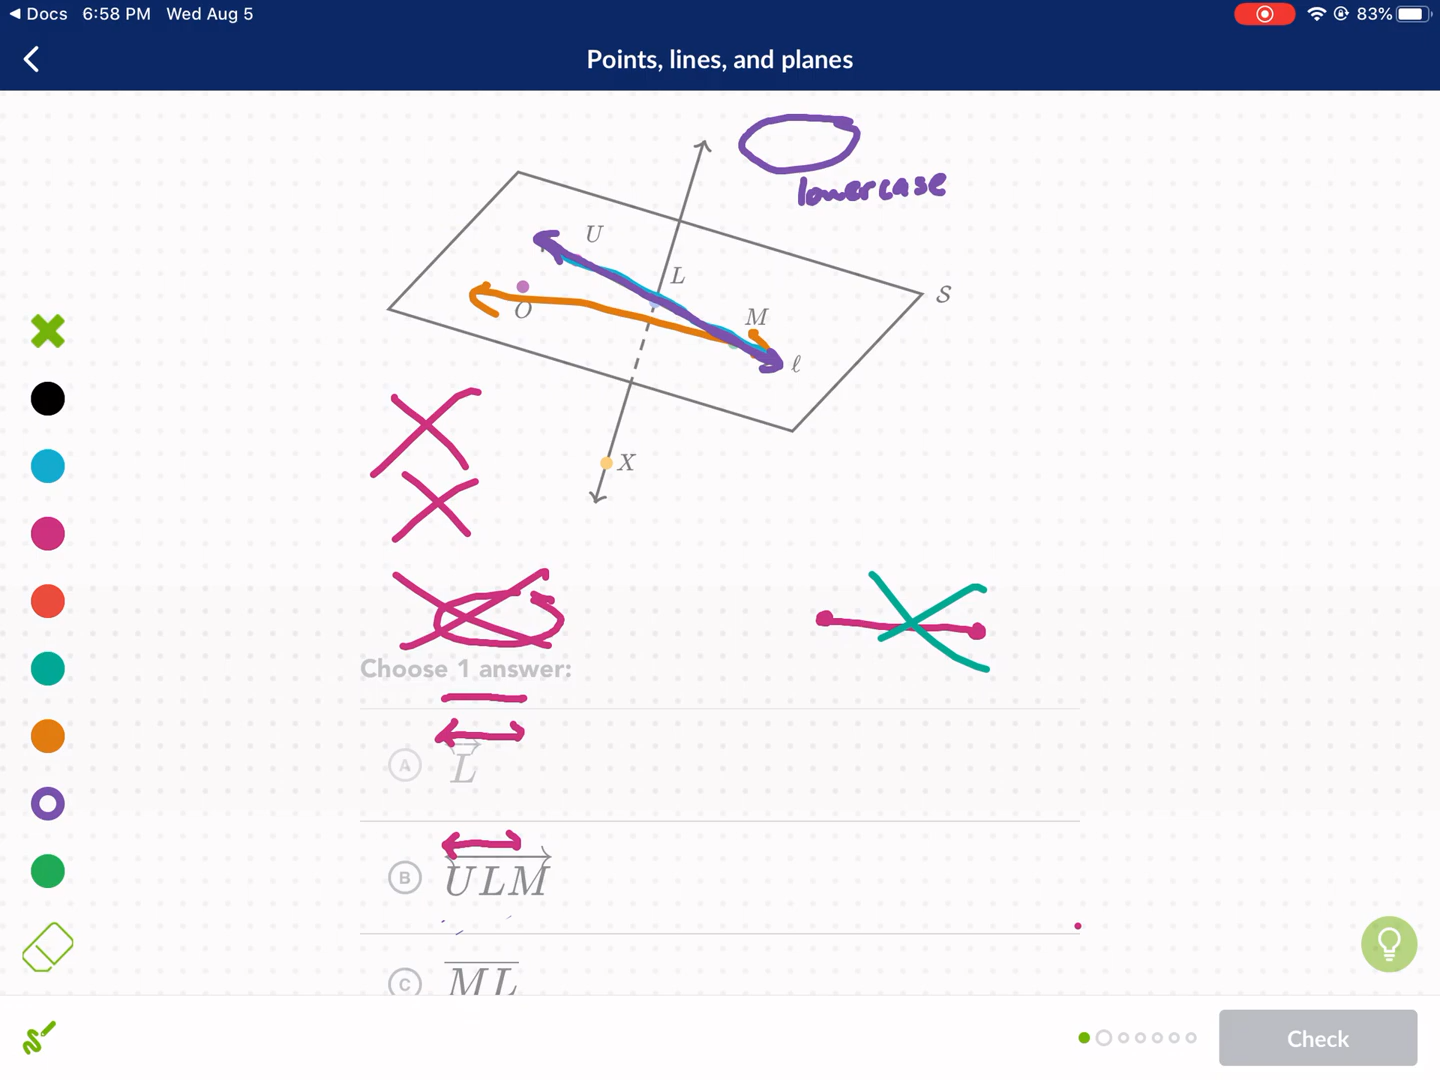 Docs 6:58 PM Wed Aug 5 83%
Points, lines, and planes
lowercase
U
L
S
O
M
ℓ
X
Choose 1 answer:
A L
B ULM
C ML
Check